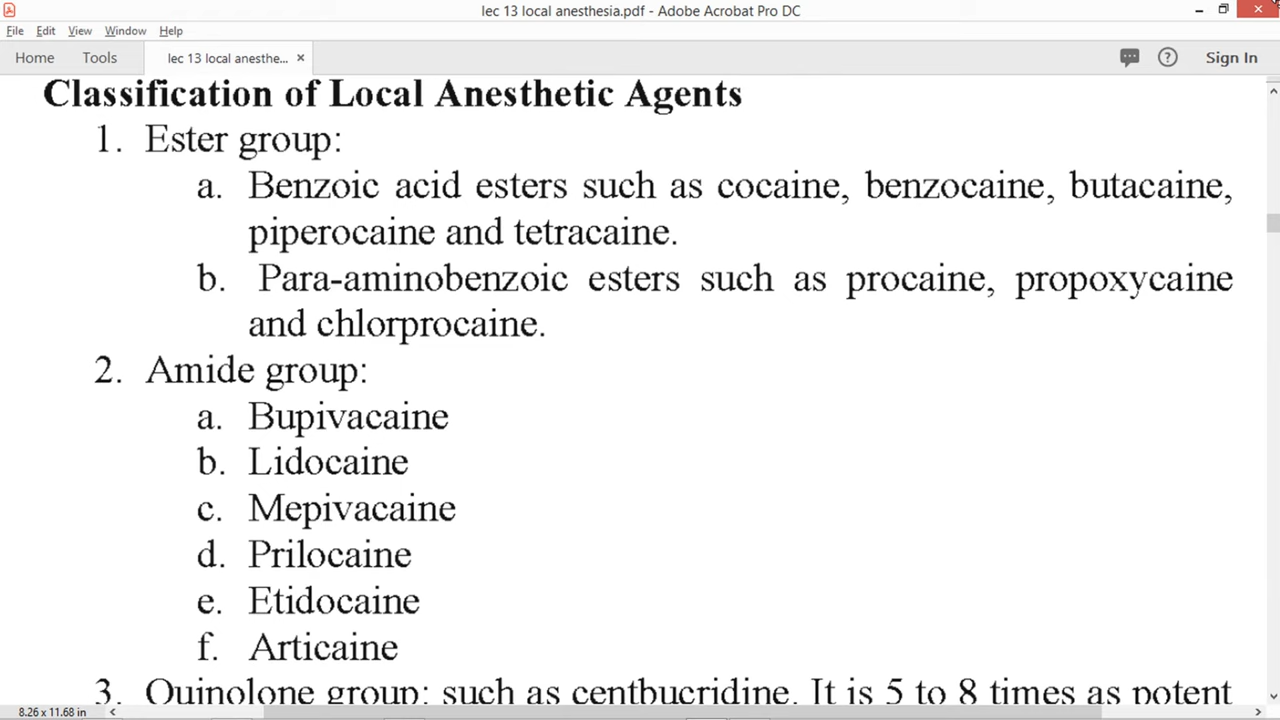 lec 13 local anesthesia.pdf - Adobe Acrobat Pro DC
File Edit View Window Help
Home Tools lec 13 local anesthe... × Sign In
Classification of Local Anesthetic Agents
1. Ester group:
a. Benzoic acid esters such as cocaine, benzocaine, butacaine,
piperocaine and tetracaine.
b. Para-aminobenzoic esters such as procaine, propoxycaine
and chlorprocaine.
2. Amide group:
a. Bupivacaine
b. Lidocaine
c. Mepivacaine
d. Prilocaine
e. Etidocaine
f. Articaine
3. Quinolone group: such as centbucridine. It is 5 to 8 times as potent
8.26 x 11.68 in